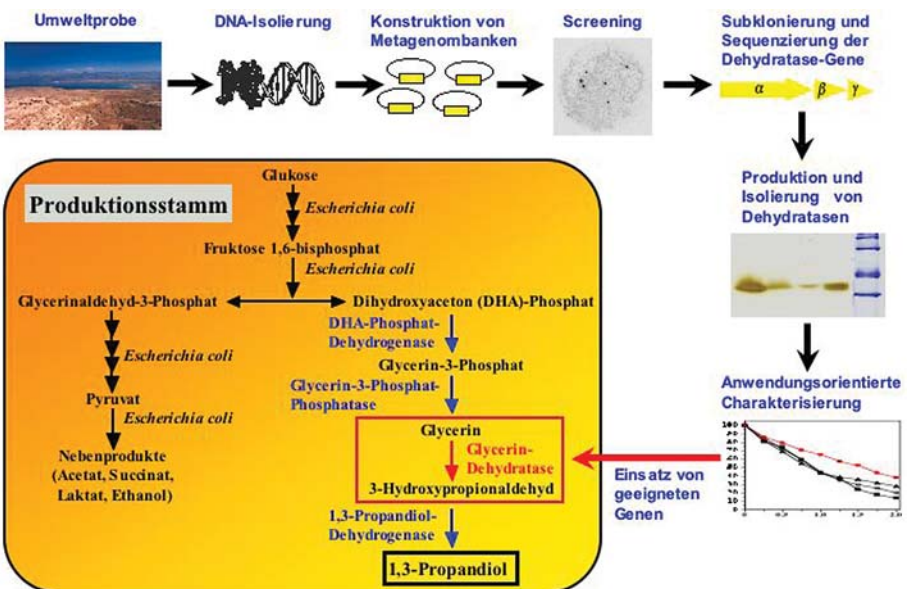 Umweltprobe
DNA-Isolierung
Konstruktion von
Metagenombanken
Screening
Subklonierung und
Sequenzierung der
Dehydratase-Gene
α β γ
Produktion und
Isolierung von
Dehydratasen
Anwendungsorientierte
Charakterisierung
Einsatz von
geeigneten
Genen
Produktionsstamm
Glukose
Escherichia coli
Fruktose 1,6-bisphosphat
Escherichia coli
Glycerinaldehyd-3-Phosphat
Dihydroxyaceton (DHA)-Phosphat
Escherichia coli
Pyruvat
Escherichia coli
Nebenprodukte
(Acetat, Succinat,
Laktat, Ethanol)
DHA-Phosphat-
Dehydrogenase
Glycerin-3-Phosphat
Glycerin-3-Phosphat-
Phosphatase
Glycerin
Glycerin-
Dehydratase
3-Hydroxypropionaldehyd
1,3-Propandiol-
Dehydrogenase
1,3-Propandiol